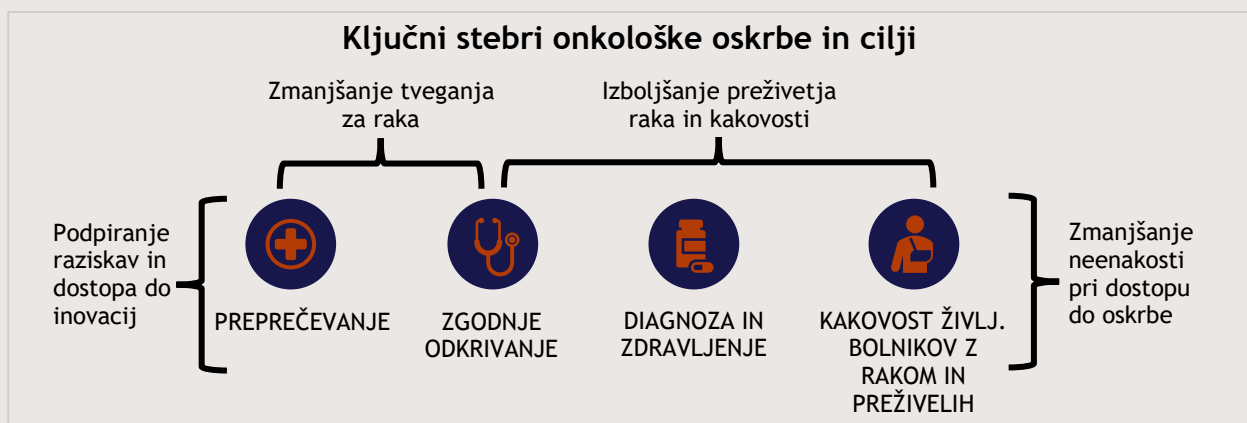 Ključni stebri onkološke oskrbe in cilji
Zmanjšanje tveganja
za raka
Izboljšanje preživetja
raka in kakovosti
Podpiranje
raziskav in
dostopa do
inovacij
PREPREČEVANJE
ZGODNJE
ODKRIVANJE
DIAGNOZA IN
ZDRAVLJENJE
KAKOVOST ŽIVLJ.
BOLNIKOV Z
RAKOM IN
PREŽIVELIH
Zmanjšanje
neenakosti
pri dostopu
do oskrbe